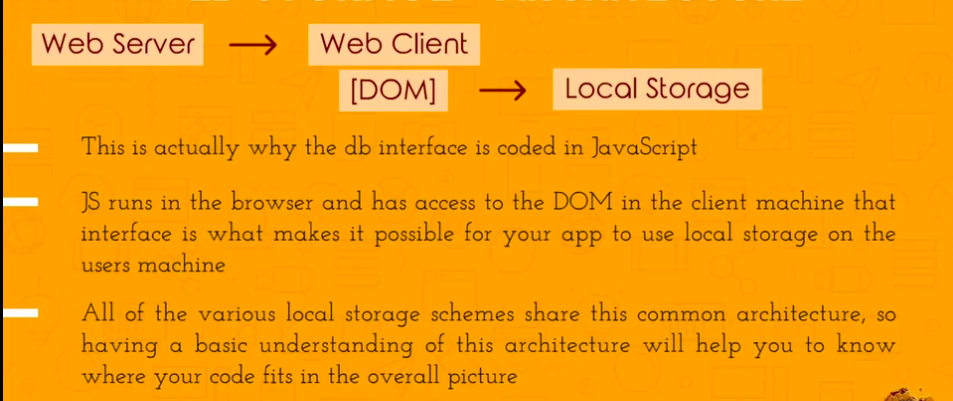 Web Server → Web Client
[DOM] → Local Storage
This is actually why the db interface is coded in JavaScript
JS runs in the browser and has access to the DOM in the client machine that
interface is what makes it possible for your app to use local storage on the
users machine
All of the various local storage schemes share this common architecture, so
having a basic understanding of this architecture will help you to know
where your code fits in the overall picture